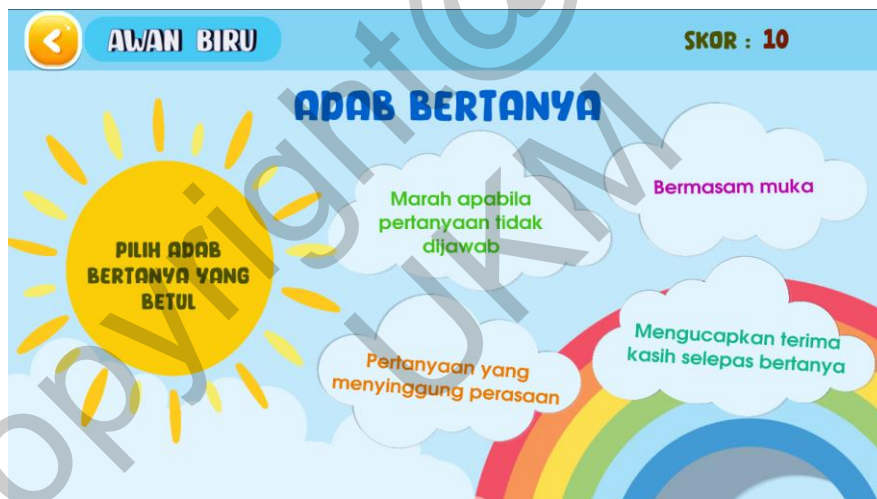 AWAN BIRU
SKOR : 10
ADAB BERTANYA
PILIH ADAB
BERTANYA YANG
BETUL
Marah apabila
pertanyaan tidak
dijawab
Bermasam muka
Pertanyaan yang
menyinggung perasaan
Mengucapkan terima
kasih selepas bertanya
Copyright@
UKM